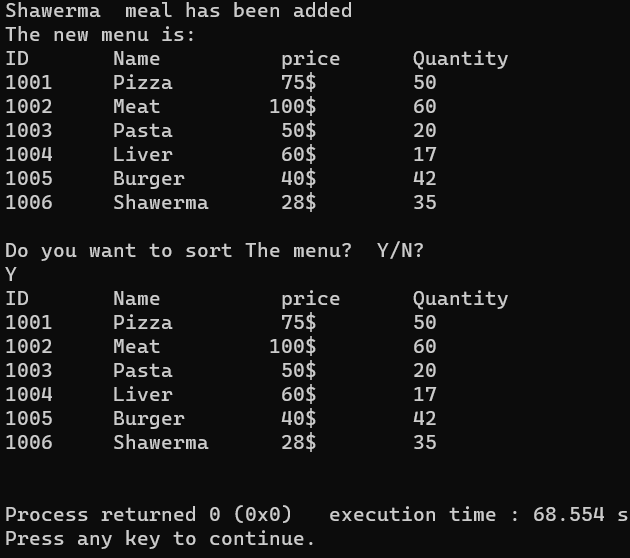 Shawerma  meal has been added
The new menu is:
ID       Name          price      Quantity
1001     Pizza         75$        50
1002     Meat         100$        60
1003     Pasta         50$        20
1004     Liver         60$        17
1005     Burger        40$        42
1006     Shawerma      28$        35

Do you want to sort The menu?  Y/N?
Y
ID       Name          price      Quantity
1001     Pizza         75$        50
1002     Meat         100$        60
1003     Pasta         50$        20
1004     Liver         60$        17
1005     Burger        40$        42
1006     Shawerma      28$        35

Process returned 0 (0x0)   execution time : 68.554 s
Press any key to continue.